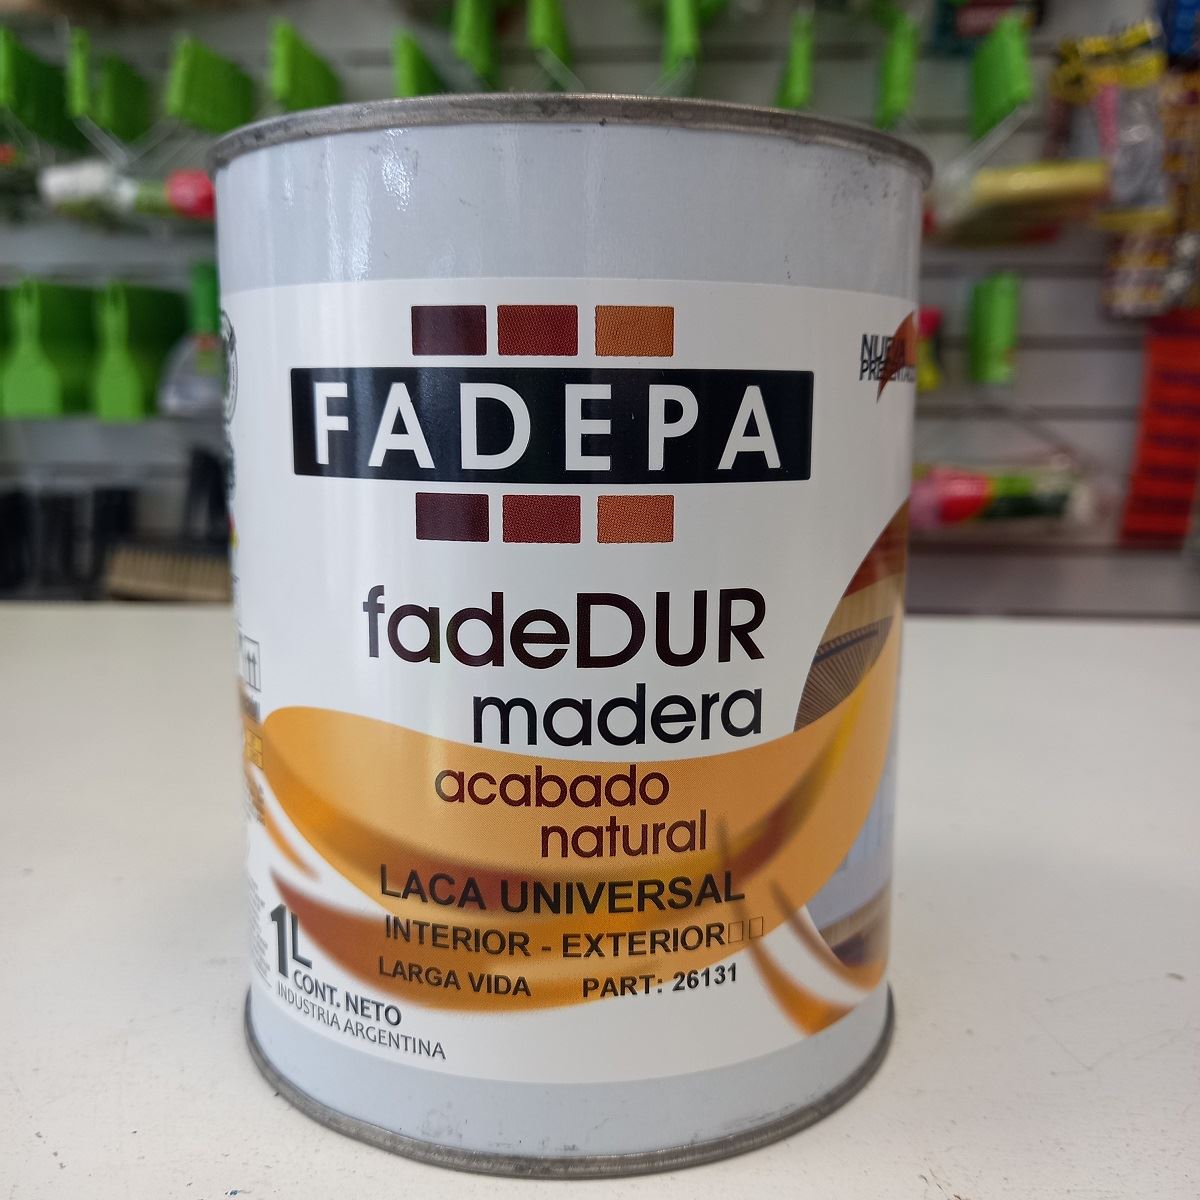 FADEPA
NUEVA
PRESENTACIÓN
fadeDUR
madera
acabado
natural
LACA UNIVERSAL
INTERIOR - EXTERIOR
LARGA VIDA PART: 26131
1L
CONT. NETO
INDUSTRIA ARGENTINA